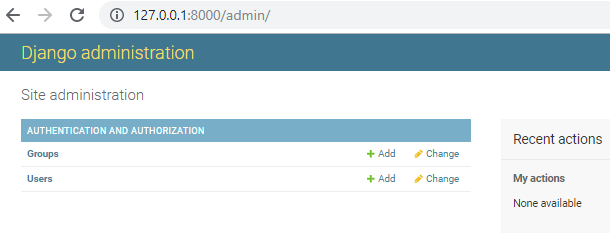 127.0.0.1:8000/admin/
Django administration
Site administration
AUTHENTICATION AND AUTHORIZATION
Groups Add Change
Users Add Change
Recent actions
My actions
None available